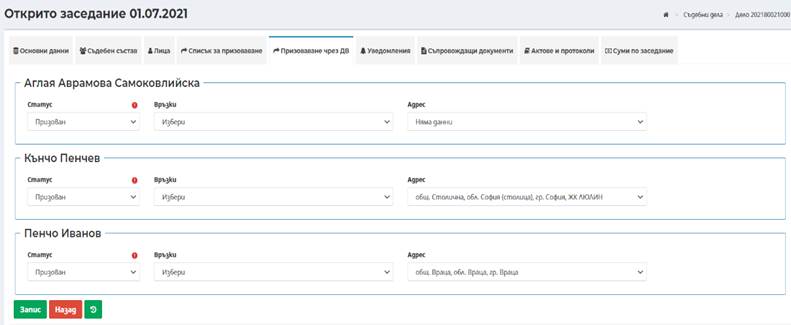 Открито заседание 01.07.2021
Съдебни дела > Дело 202180021000
Основни данни Съдебен състав Лица Списък за призоваване Призоваване чрез ДВ Уведомления Съпровождащи документи Актове и протоколи Суми по заседание
Аглая Аврамова Самоковлийска
Статус Връзки Адрес
Призован Избери Няма данни
Кънчо Пенчев
Статус Връзки Адрес
Призован Избери общ. Столична, обл. София (столица), гр. София, ЖК ЛЮЛИН
Пенчо Иванов
Статус Връзки Адрес
Призован Избери общ. Враца, обл. Враца, гр. Враца
Запис Назад